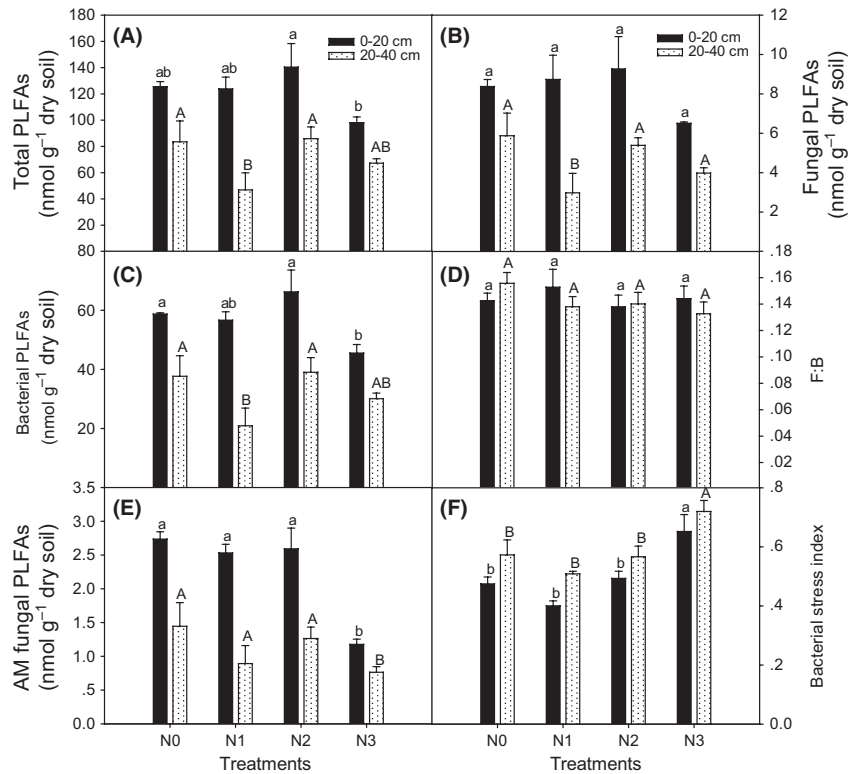 180
160
140
120
100
80
60
40
20
80
Total PLFAs
(nmol g⁻¹ dry soil)
(A)
0-20 cm
20-40 cm
ab
A
ab
B
a
A
b
AB
(B)
0-20 cm
20-40 cm
a
A
a
B
a
A
a
A
12
10
8
6
4
2
.18
Fungal PLFAs
(nmol g⁻¹ dry soil)
60
40
20
3.5
Bacterial PLFAs
(nmol g⁻¹ dry soil)
(C)
a
A
ab
B
a
A
b
AB
(D)
a
A
a
A
a
A
a
A
.16
.14
.12
.10
.08
.06
.04
.02
.8
F:B
3.0
2.5
2.0
1.5
1.0
.5
0.0
AM fungal PLFAs
(nmol g⁻¹ dry soil)
(E)
a
A
a
A
a
A
b
B
(F)
b
B
b
B
b
B
a
A
.6
.4
.2
0.0
Bacterial stress index
N0 N1 N2 N3
Treatments
N0 N1 N2 N3
Treatments